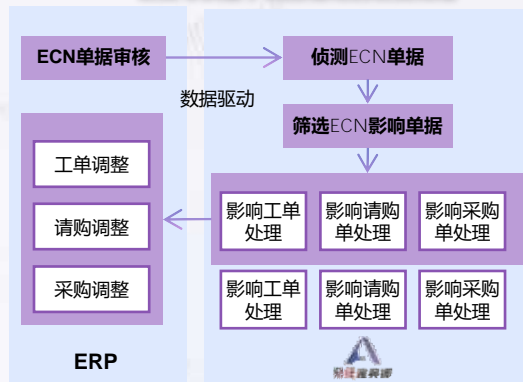 ECN单据审核
侦测ECN单据
数据驱动
筛选ECN影响单据
工单调整
请购调整
采购调整
影响工单
处理
影响请购
单处理
影响采购
单处理
影响工单
处理
影响请购
单处理
影响采购
单处理
ERP